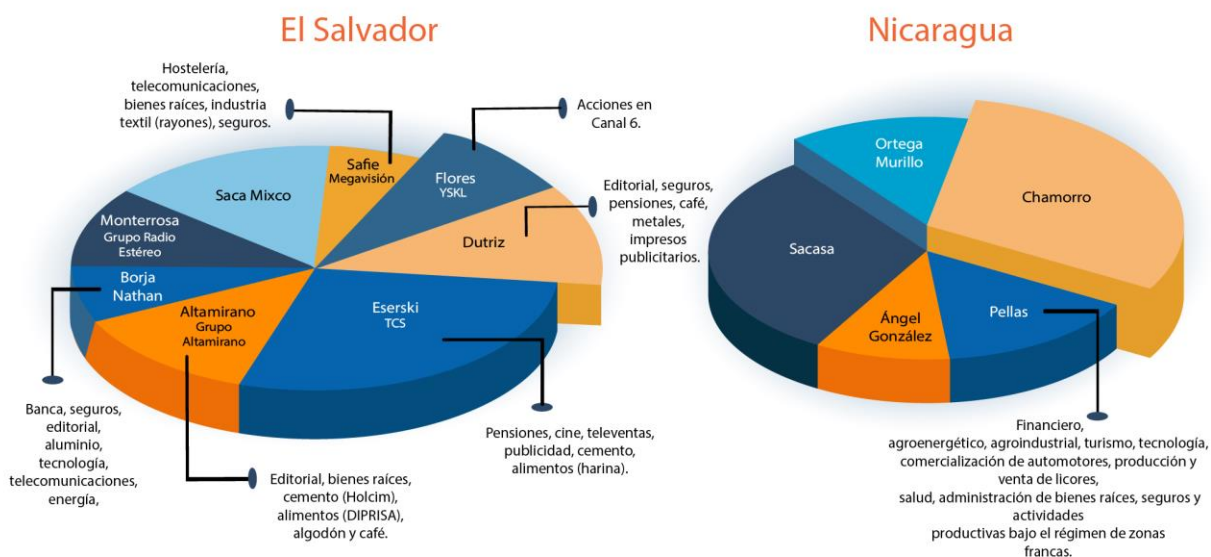 El Salvador
Hostelería,
telecomunicaciones,
bienes raíces, industria
textil (rayones), seguros.
Acciones en
Canal 6.
Safie
Megavisión
Flores
YSKL
Saca Mixco
Editorial, seguros,
pensiones, café,
metales,
impresos
publicitarios.
Dutriz
Monterrosa
Grupo Radio
Estéreo
Borja
Nathan
Altamirano
Grupo
Altamirano
Eserski
TCS
Banca, seguros,
editorial,
aluminio,
tecnología,
telecomunicaciones,
energía,
Editorial, bienes raíces,
cemento (Holcim),
alimentos (DIPRISA),
algodón y café.
Pensiones, cine, televentas,
publicidad, cemento,
alimentos (harina).
Nicaragua
Ortega
Murillo
Chamorro
Sacasa
Ángel
González
Pellas
Financiero,
agroenergético, agroindustrial, turismo, tecnología,
comercialización de automotores, producción y
venta de licores,
salud, administración de bienes raíces, seguros y
actividades
productivas bajo el régimen de zonas
francas.